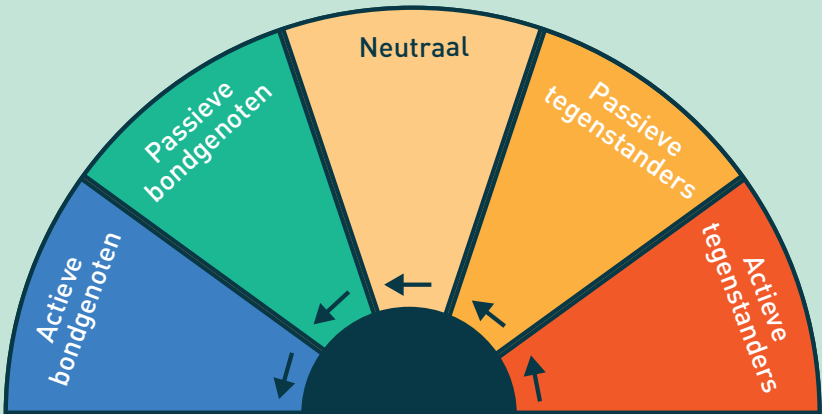 Actieve
bondgenoten
Passieve
bondgenoten
Neutraal
Passieve
tegenstanders
Actieve
tegenstanders